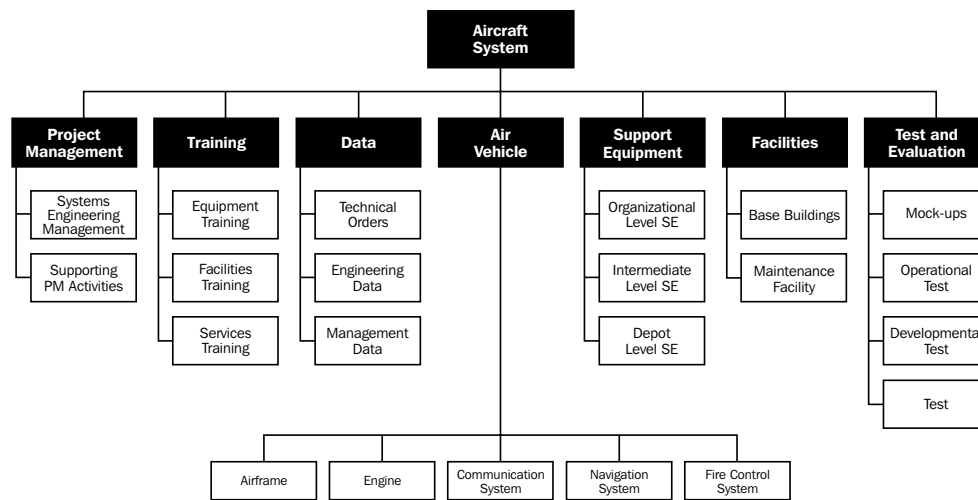 Aircraft
System
Project
Management
Training
Data
Air
Vehicle
Support
Equipment
Facilities
Test and
Evaluation
Systems
Engineering
Management
Supporting
PM Activities
Equipment
Training
Facilities
Training
Services
Training
Technical
Orders
Engineering
Data
Management
Data
Organizational
Level SE
Intermediate
Level SE
Depot
Level SE
Base Buildings
Maintenance
Facility
Mock-ups
Operational
Test
Developmental
Test
Test
Airframe
Engine
Communication
System
Navigation
System
Fire Control
System